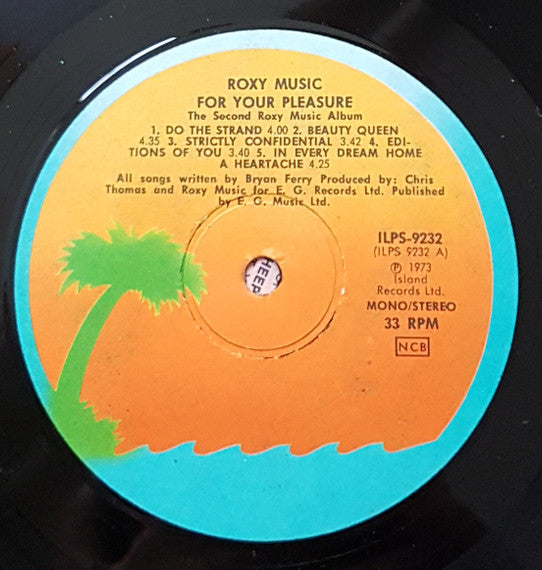 ROXY MUSIC
FOR YOUR PLEASURE
The Second Roxy Music Album
1. DO THE STRAND 4.00 2. BEAUTY QUEEN
4.35 3. STRICTLY CONFIDENTIAL 3.42 4. EDI-
TIONS OF YOU 3.40 5. IN EVERY DREAM HOME
A HEARTACHE 4.25
All songs written by Bryan Ferry Produced by: Chris
Thomas and Roxy Music for E. G. Records Ltd. Published
by E. G. Music Ltd.
ILPS-9232
(ILPS 9232 A)
℗ 1973
Island
Records Ltd.
MONO/STEREO
33 RPM
NCB
HEEP